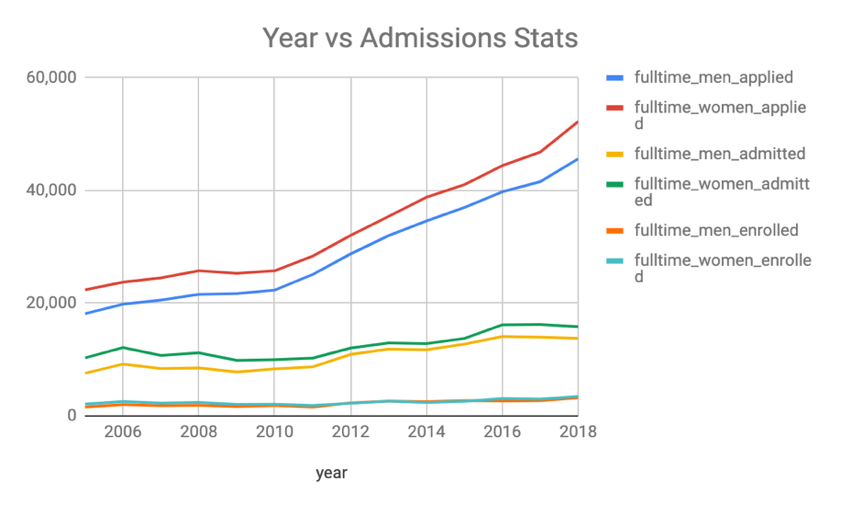 Year vs Admissions Stats
60,000
40,000
20,000
0
2006 2008 2010 2012 2014 2016 2018
year
fulltime_men_applied
fulltime_women_applie
d
fulltime_men_admitted
fulltime_women_admitt
ed
fulltime_men_enrolled
fulltime_women_enrolle
d